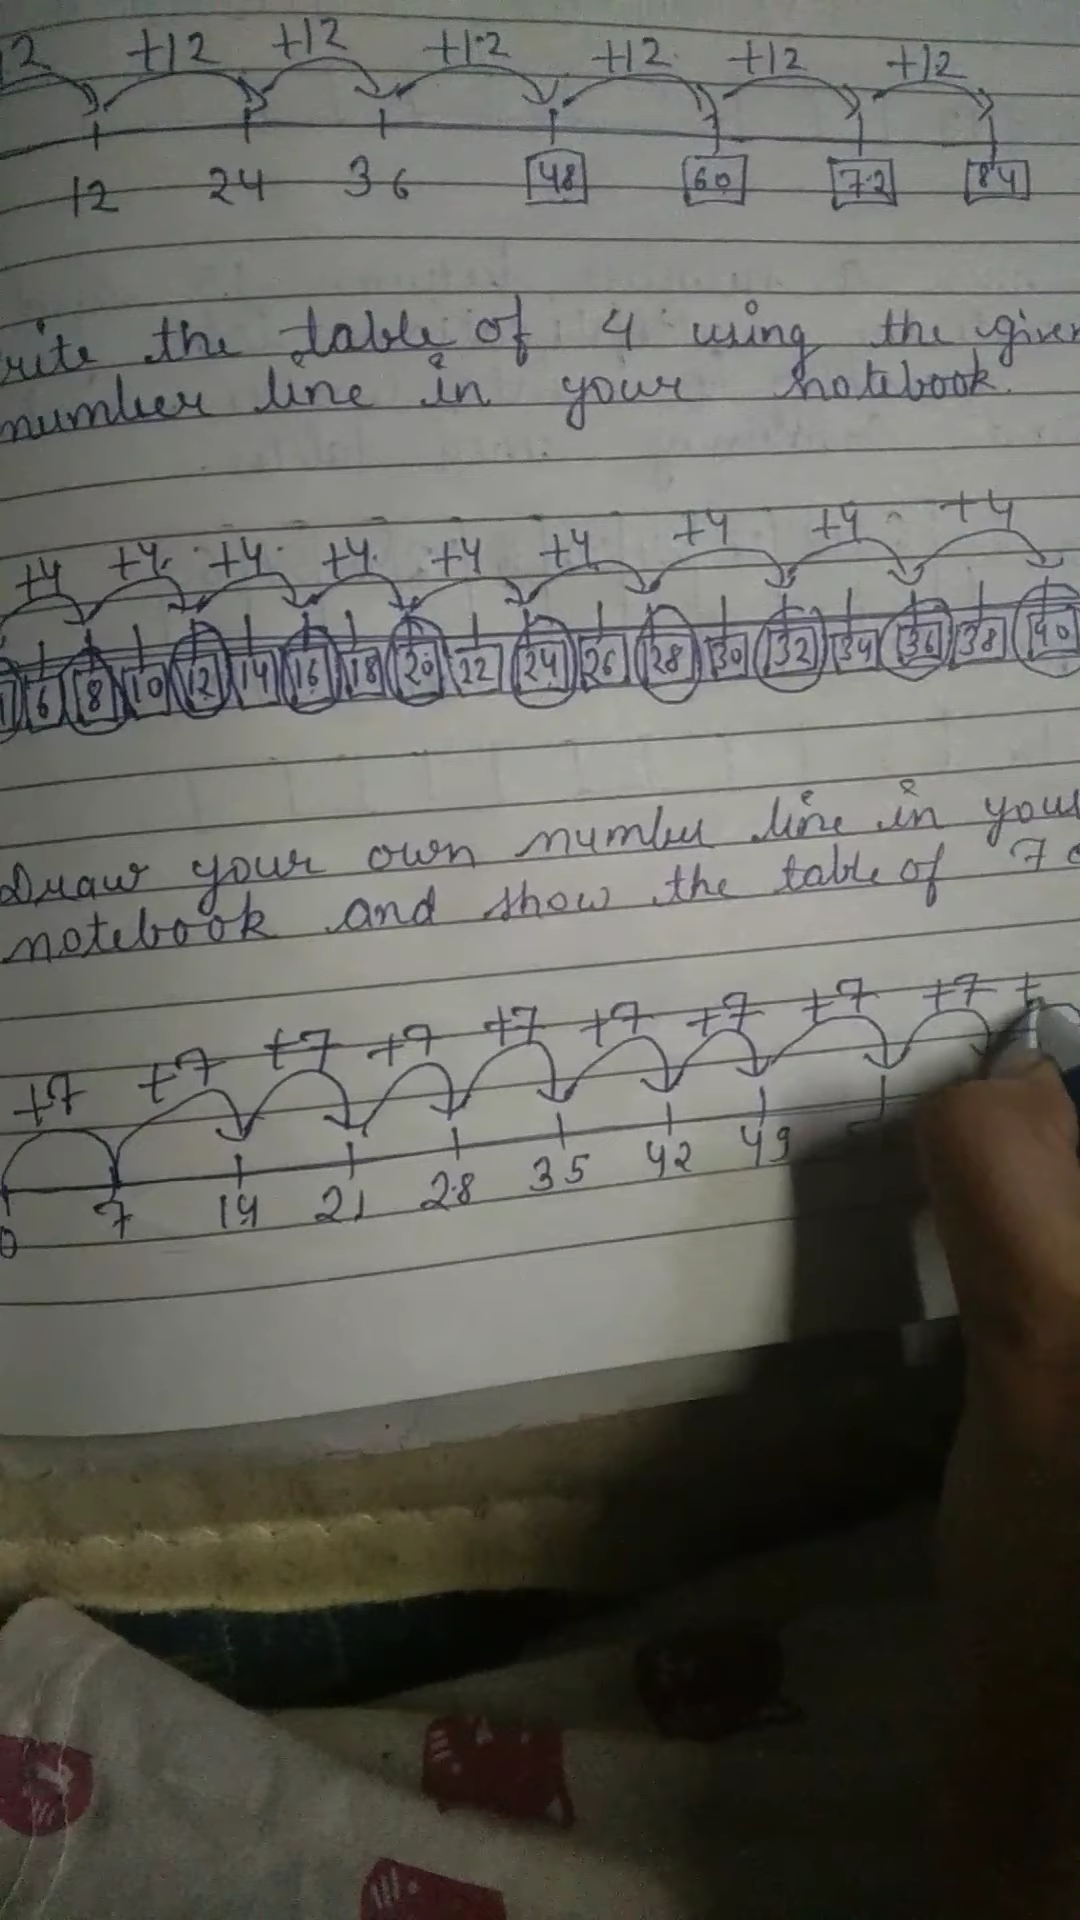 2 +12 +12 +12 +12 +12 +12
12 24 36 48 60 72 84
rite the table of 4 using the given
number line in your notebook.
+4 +4 +4 +4 +4 +4 +4 +4 +4
6 8 10 12 14 16 18 20 22 24 26 28 30 32 34 36 38 40
Draw your own number line in your
notebook and show the table of 7
+7 +7 +7 +7 +7 +7 +7 +7 +7 +
0 7 14 21 28 35 42 49